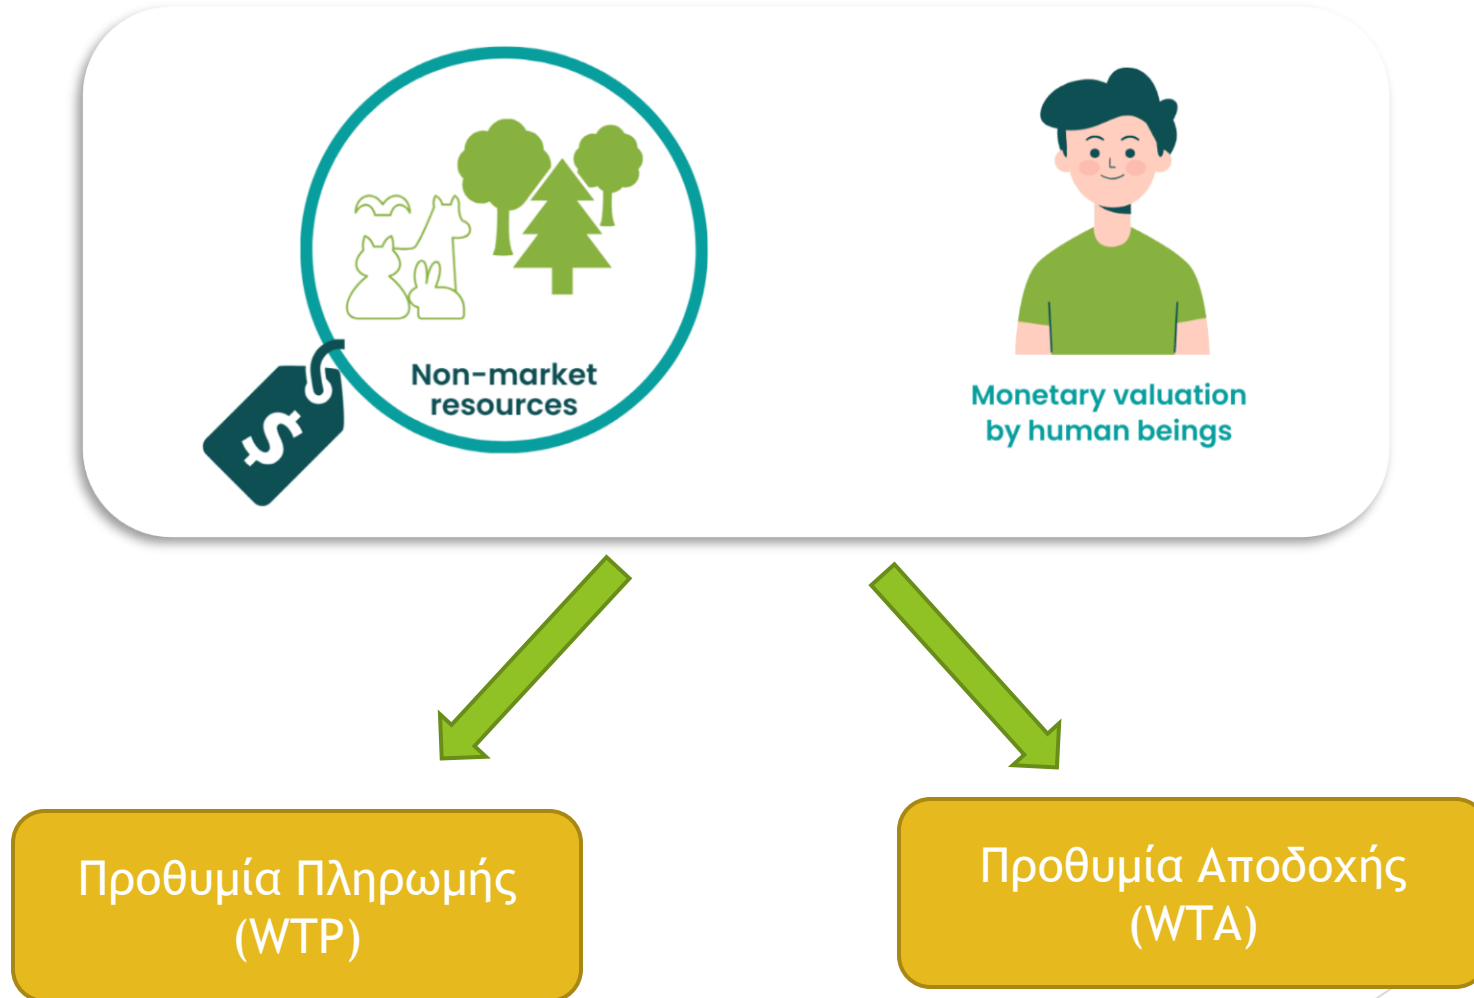 Non-market
resources
$
Monetary valuation
by human beings
Προθυμία Πληρωμής
(WTP)
Προθυμία Αποδοχής
(WTA)